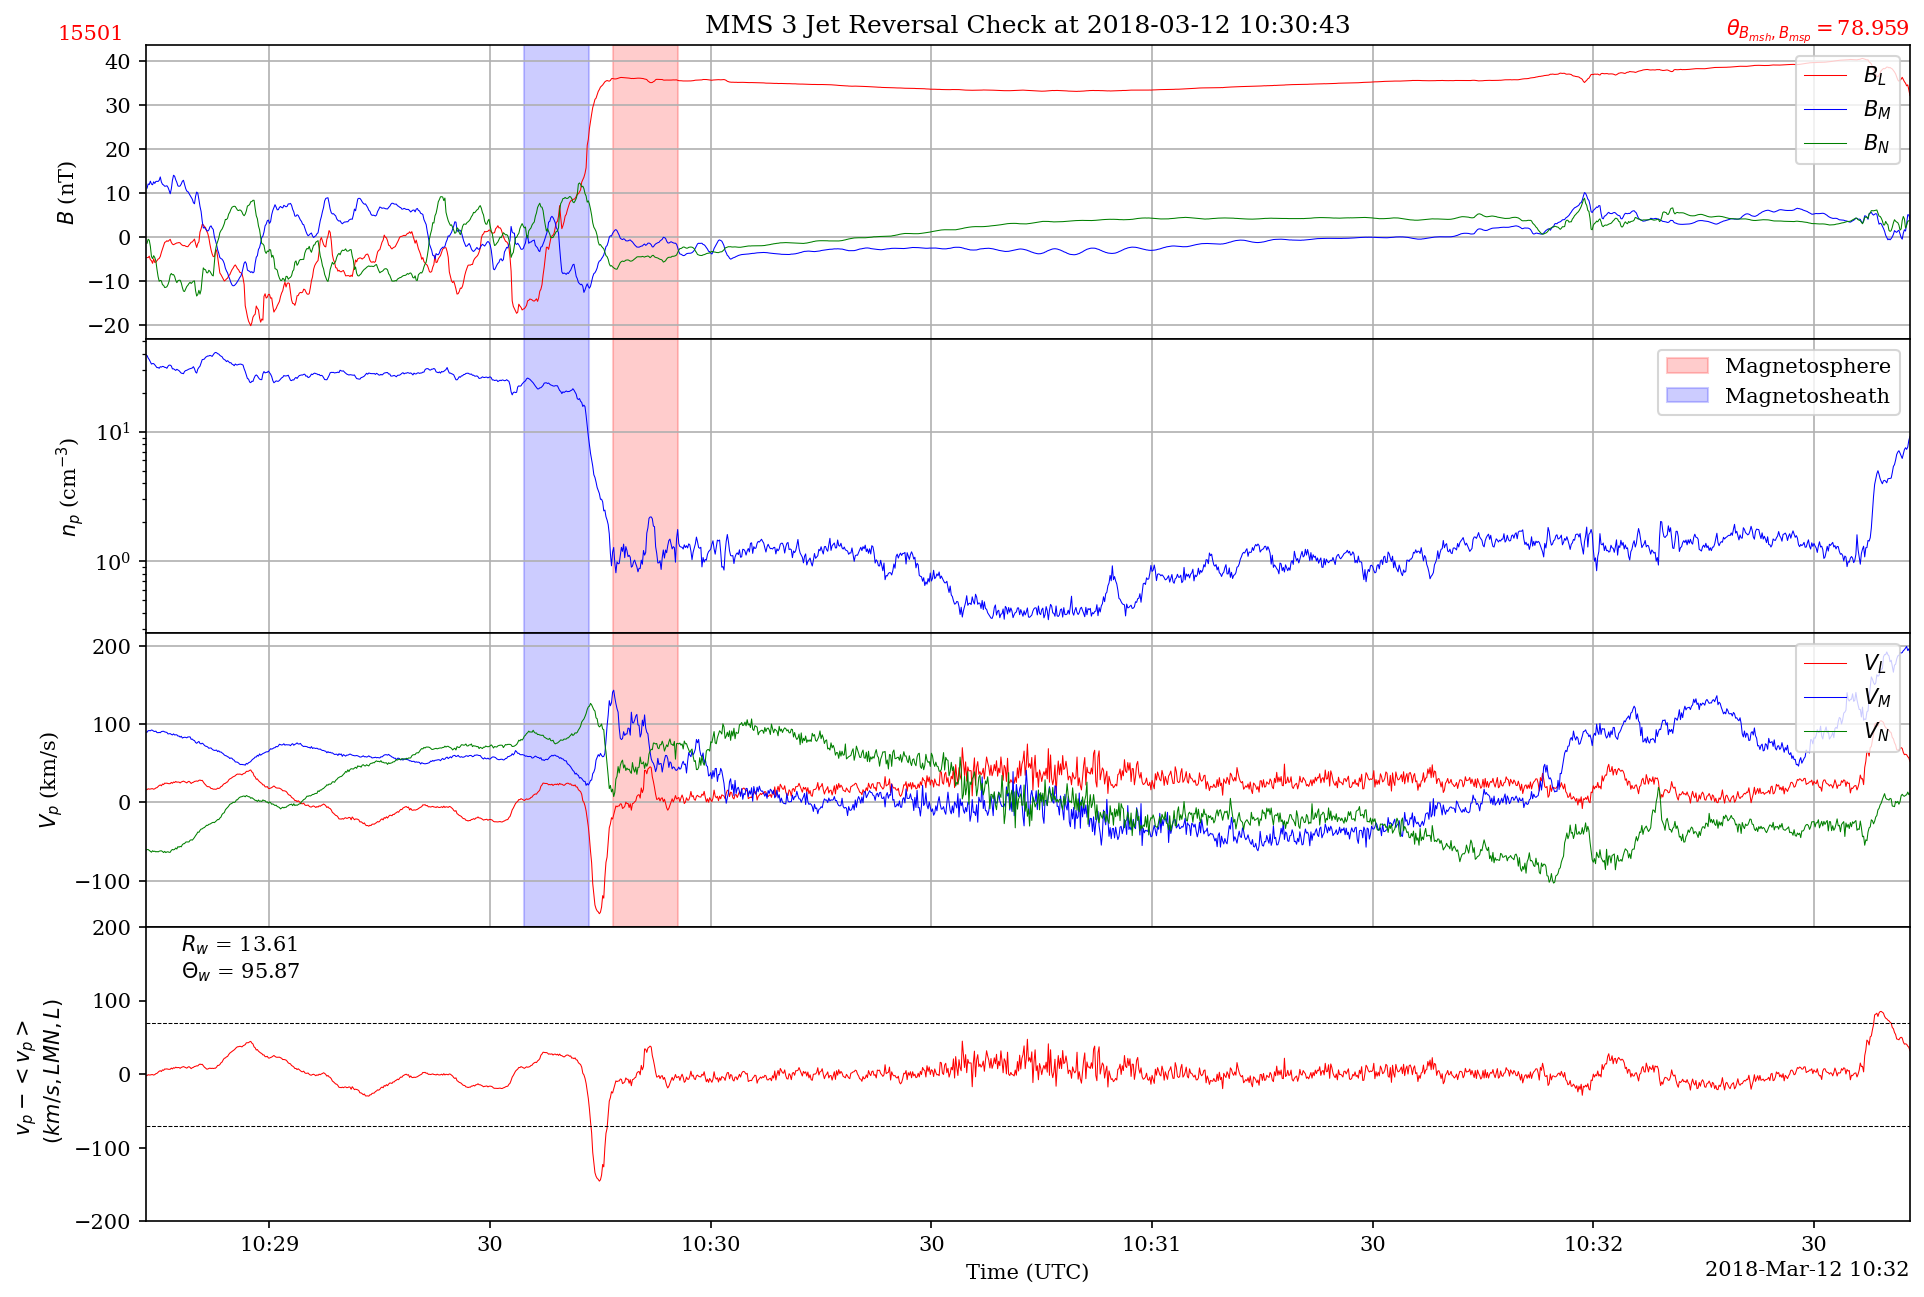 15501
MMS 3 Jet Reversal Check at 2018-03-12 10:30:43
θ_{B_{msh}, B_{msp}} = 78.959
40
30
20
10
0
−10
−20
B (nT)
B_L
B_M
B_N
10^1
10^0
n_p (cm^{−3})
Magnetosphere
Magnetosheath
200
100
0
−100
V_p (km/s)
V_L
V_M
V_N
200
100
0
−100
−200
v_p − < v_p >
(km/s, LMN, L)
R_w = 13.61
Θ_w = 95.87
10:29
30
10:30
30
10:31
30
10:32
30
Time (UTC)
2018-Mar-12 10:32